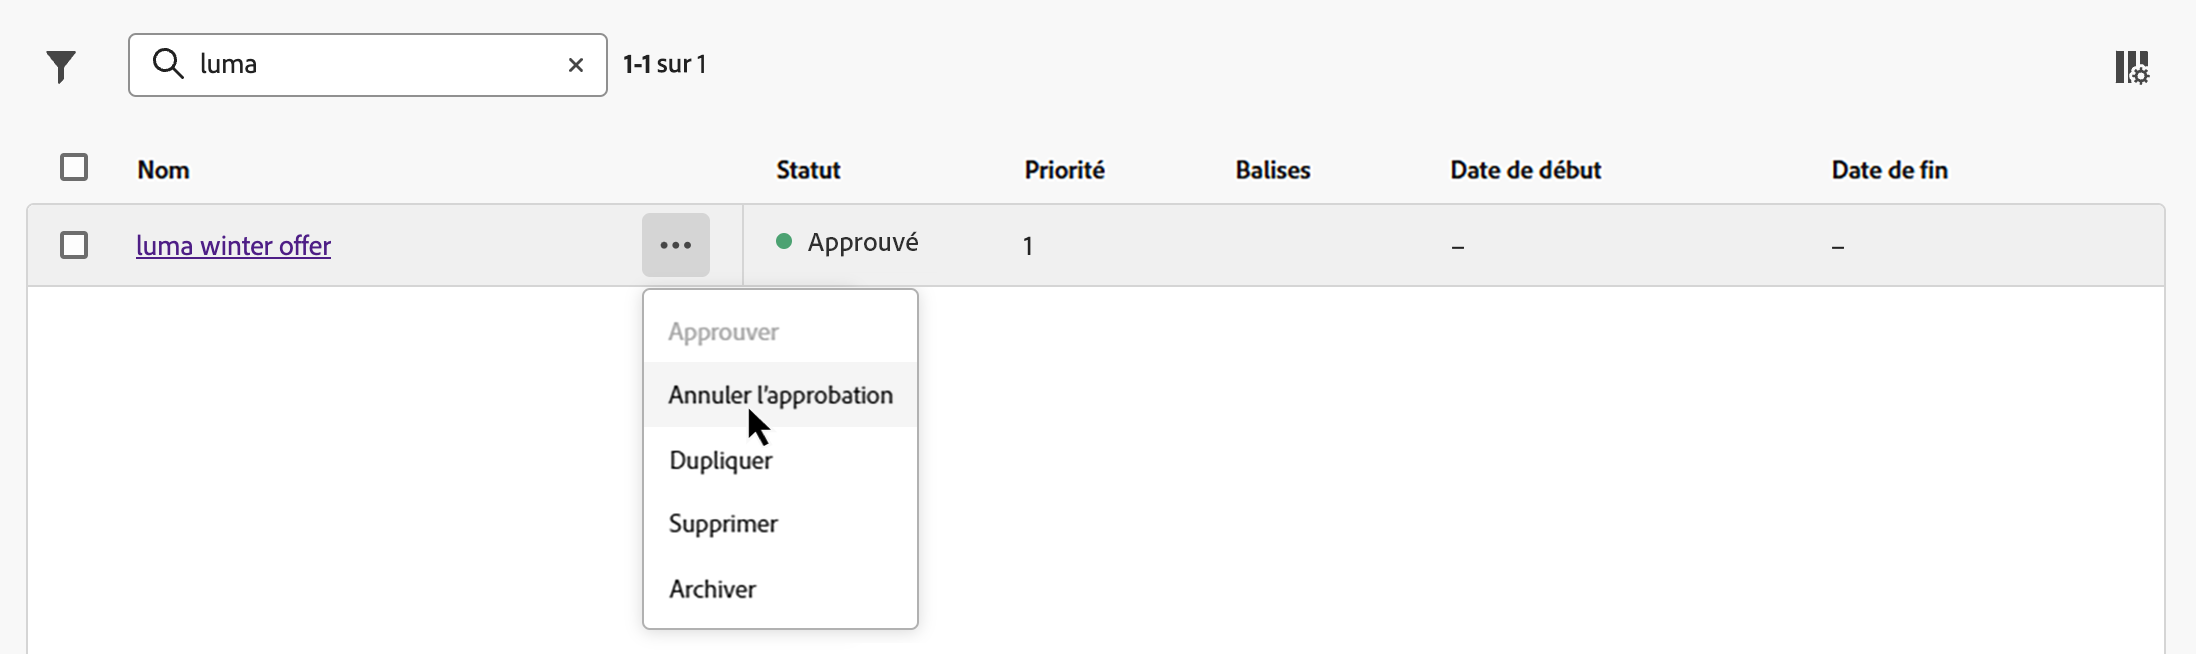 luma
1-1 sur 1
Nom Statut Priorité Balises Date de début Date de fin
luma winter offer Approuvé 1 – –
Approuver
Annuler l'approbation
Dupliquer
Supprimer
Archiver